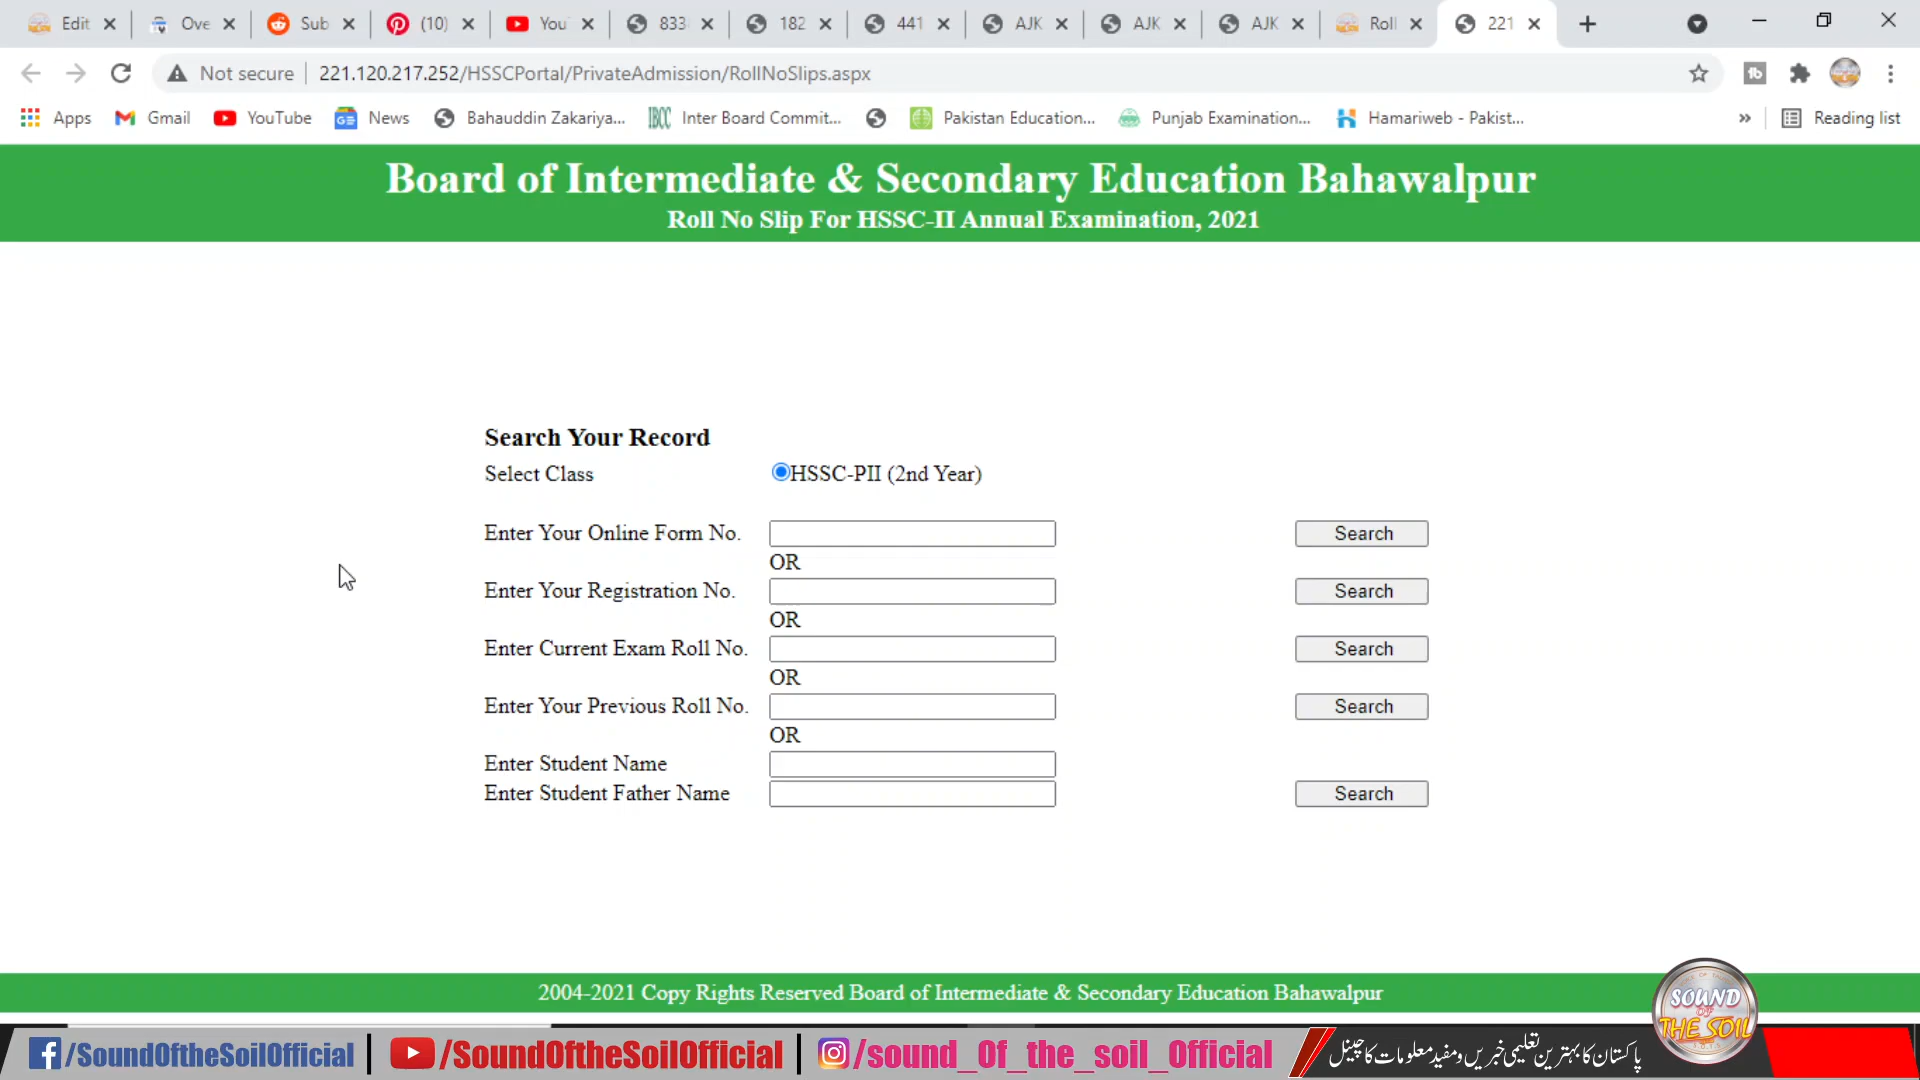 Edit
Ove
Sub
(10)
You
833
182
441
AJK
AJK
AJK
Roll
221
Not secure
221.120.217.252/HSSCPortal/PrivateAdmission/RollNoSlips.aspx
Apps
Gmail
YouTube
News
Bahauddin Zakariya...
IBCC
Inter Board Commit...
Pakistan Education...
Punjab Examination...
Hamariweb - Pakist...
»
Reading list
Board of Intermediate & Secondary Education Bahawalpur
Roll No Slip For HSSC-II Annual Examination, 2021
Search Your Record
Select Class HSSC-PII (2nd Year)
Enter Your Online Form No. Search
OR
Enter Your Registration No. Search
OR
Enter Current Exam Roll No. Search
OR
Enter Your Previous Roll No. Search
OR
Enter Student Name
Enter Student Father Name Search
2004-2021 Copy Rights Reserved Board of Intermediate & Secondary Education Bahawalpur
SOUND
OF
THE SOIL
/SoundOftheSoilOfficial
/SoundOftheSoilOfficial
/sound_Of_the_soil_Official
پاکستان کا بہترین تعلیمی خبریں و مفید معلومات کا چینل